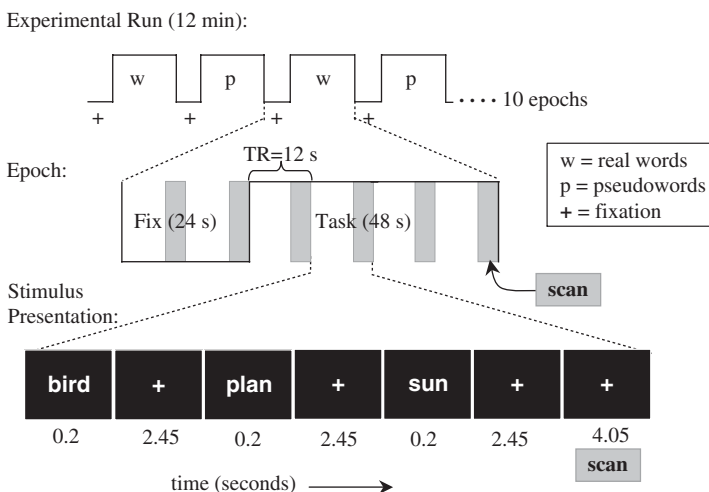 Experimental Run (12 min):
w p w p
+ + + +
···· 10 epochs
Epoch:
TR=12 s
w = real words
p = pseudowords
+ = fixation
Fix (24 s) Task (48 s)
scan
Stimulus
Presentation:
bird + plan + sun + +
0.2 2.45 0.2 2.45 0.2 2.45 4.05
scan
time (seconds)